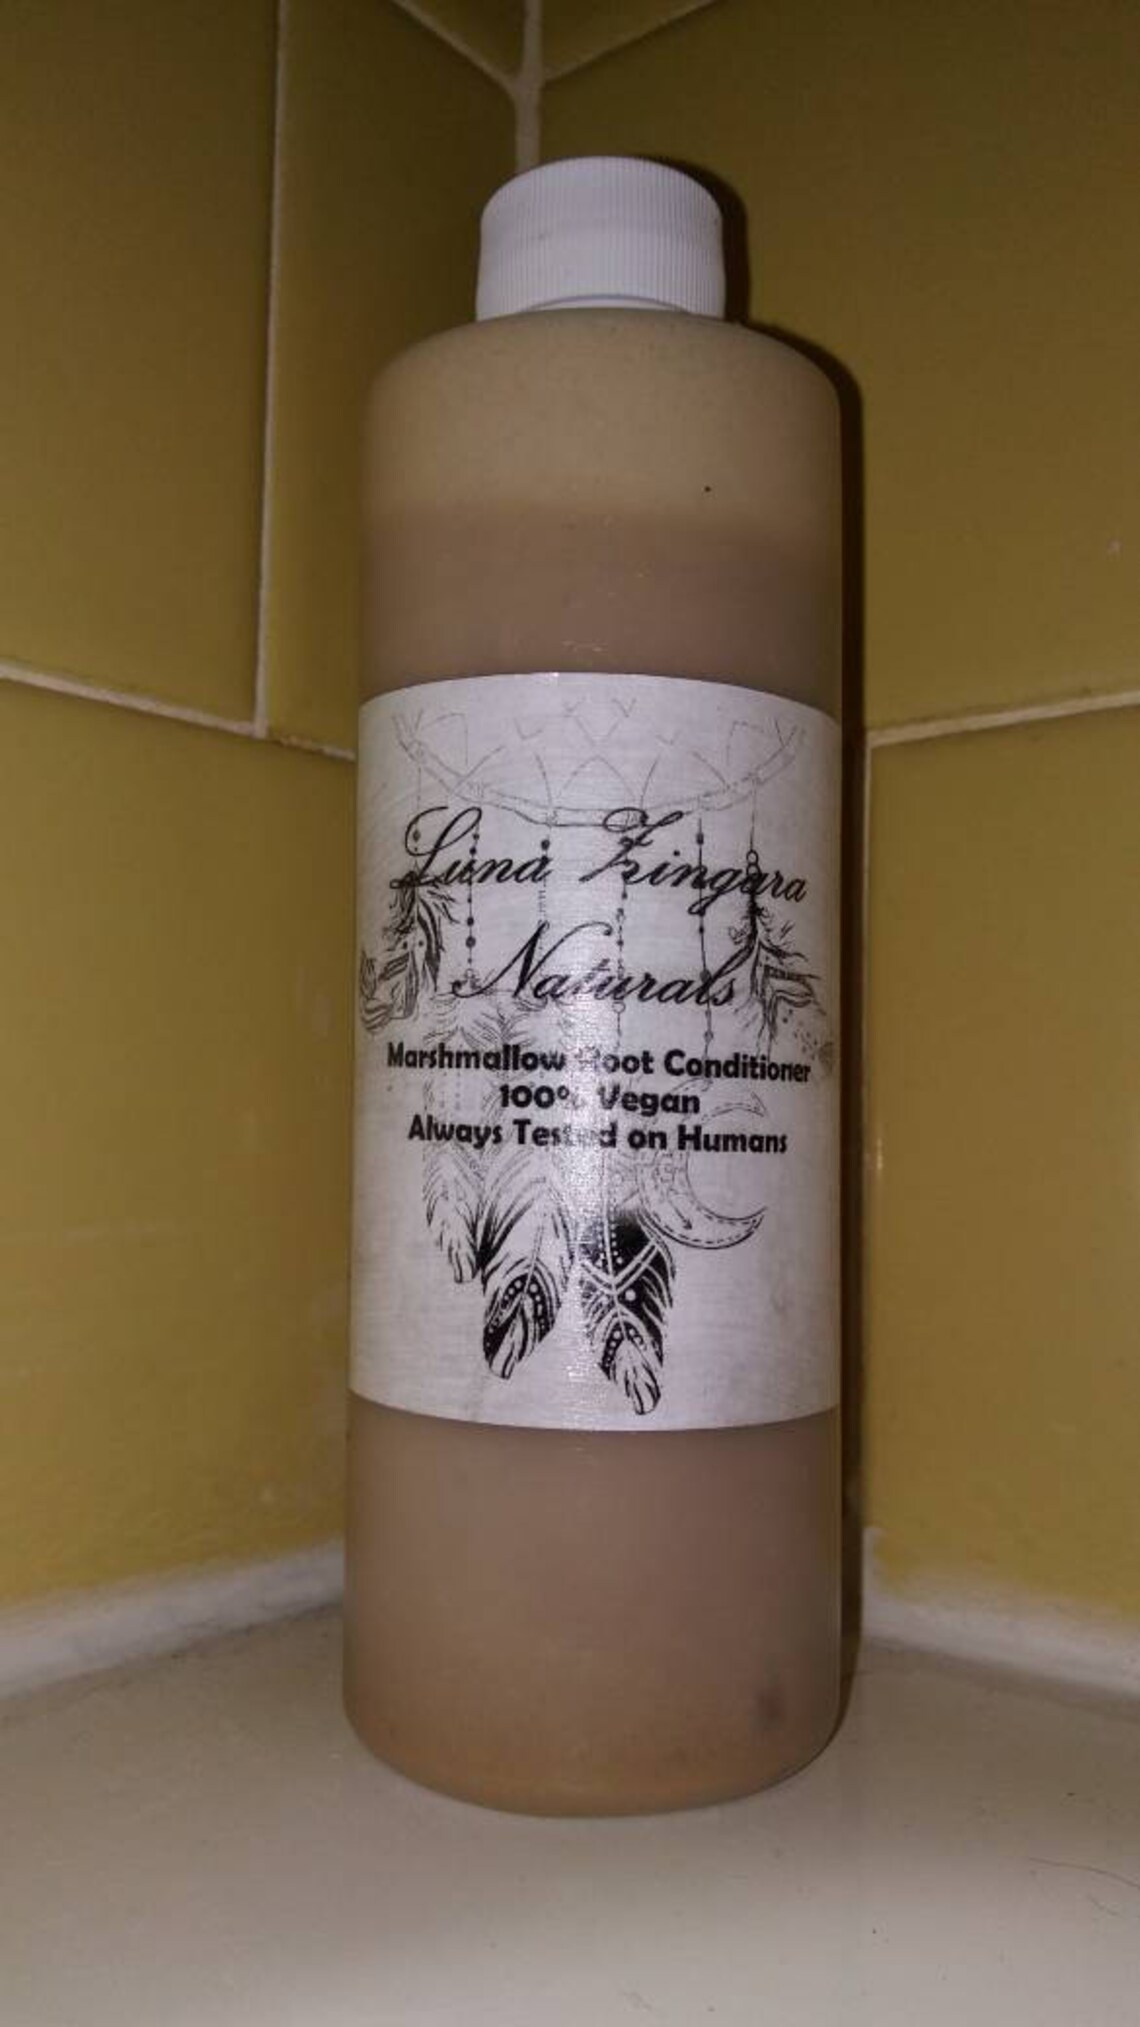 Luna Zingara
Naturals
Marshmallow Root Conditioner
100% Vegan
Always Tested on Humans